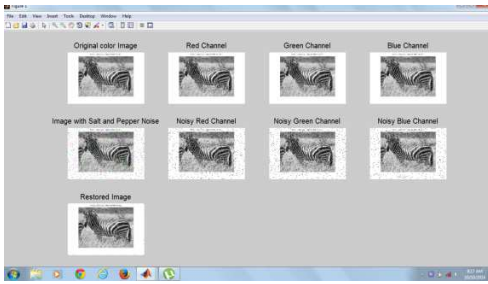 Figure 1
File Edit View Insert Tools Desktop Window Help
Original color Image Red Channel Green Channel Blue Channel
Image with Salt and Pepper Noise Noisy Red Channel Noisy Green Channel Noisy Blue Channel
Restored Image